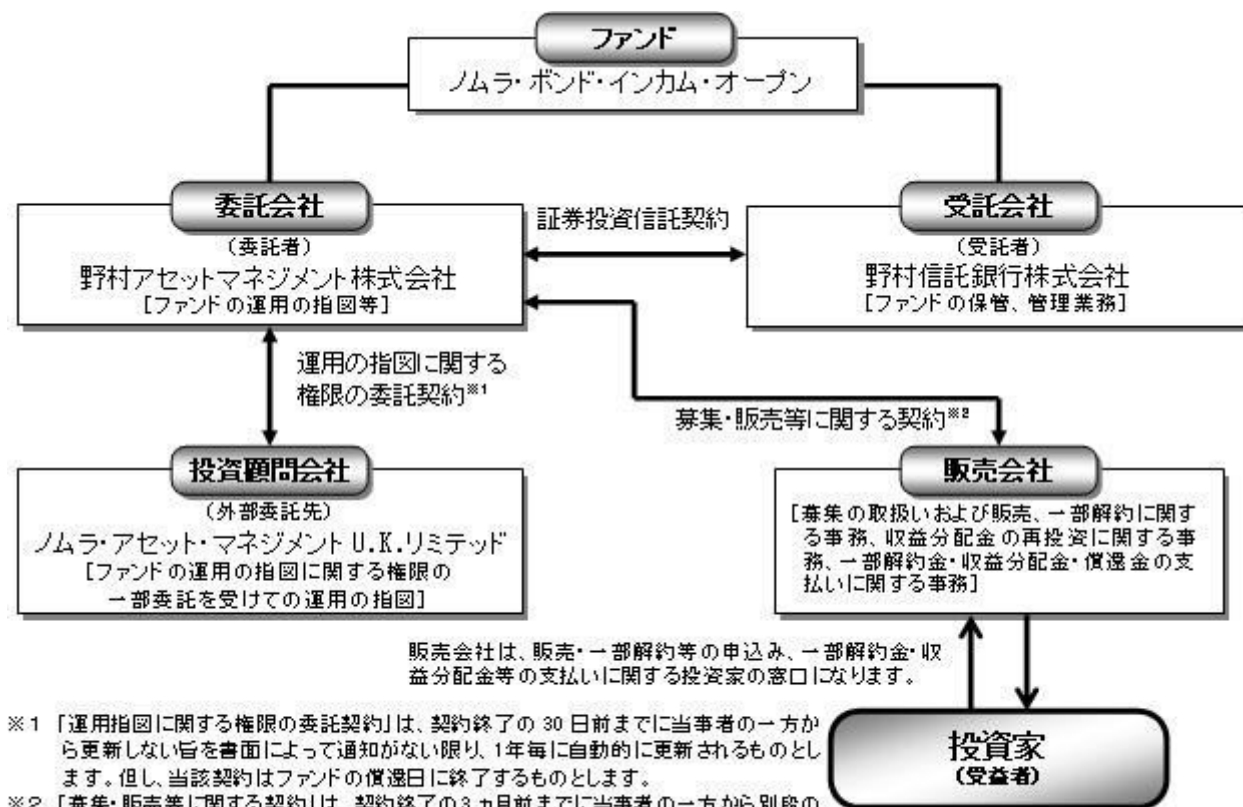 ファンド
ノムラ・ボンド・インカム・オープン
委託会社
(委託者)
野村アセットマネジメント株式会社
[ファンドの運用の指図等]
証券投資信託契約
受託会社
(受託者)
野村信託銀行株式会社
[ファンドの保管、管理業務]
運用の指図に関する
権限の委託契約※1
募集・販売等に関する契約※2
投資顧問会社
(外部委託先)
ノムラ・アセット・マネジメント U.K.リミテッド
[ファンドの運用の指図に関する権限の
一部委託を受けての運用の指図]
販売会社
[募集の取扱いおよび販売、一部解約に関す
る事務、収益分配金の再投資に関する事
務、一部解約金・収益分配金・償還金の支
払いに関する事務]
販売会社は、販売・一部解約等の申込み、一部解約金・収
益分配金等の支払いに関する投資家の窓口になります。
投資家
(受益者)
※1 「運用指図に関する権限の委託契約」は、契約終了の 30 日前までに当事者の一方か
ら更新しない旨を書面によって通知がない限り、1年毎に自動的に更新されるものとし
ます。但し、当該契約はファンドの償還日に終了するものとします。
※2 「募集・販売等に関する契約」は、契約終了の3ヵ月前までに当事者の一方から別段の